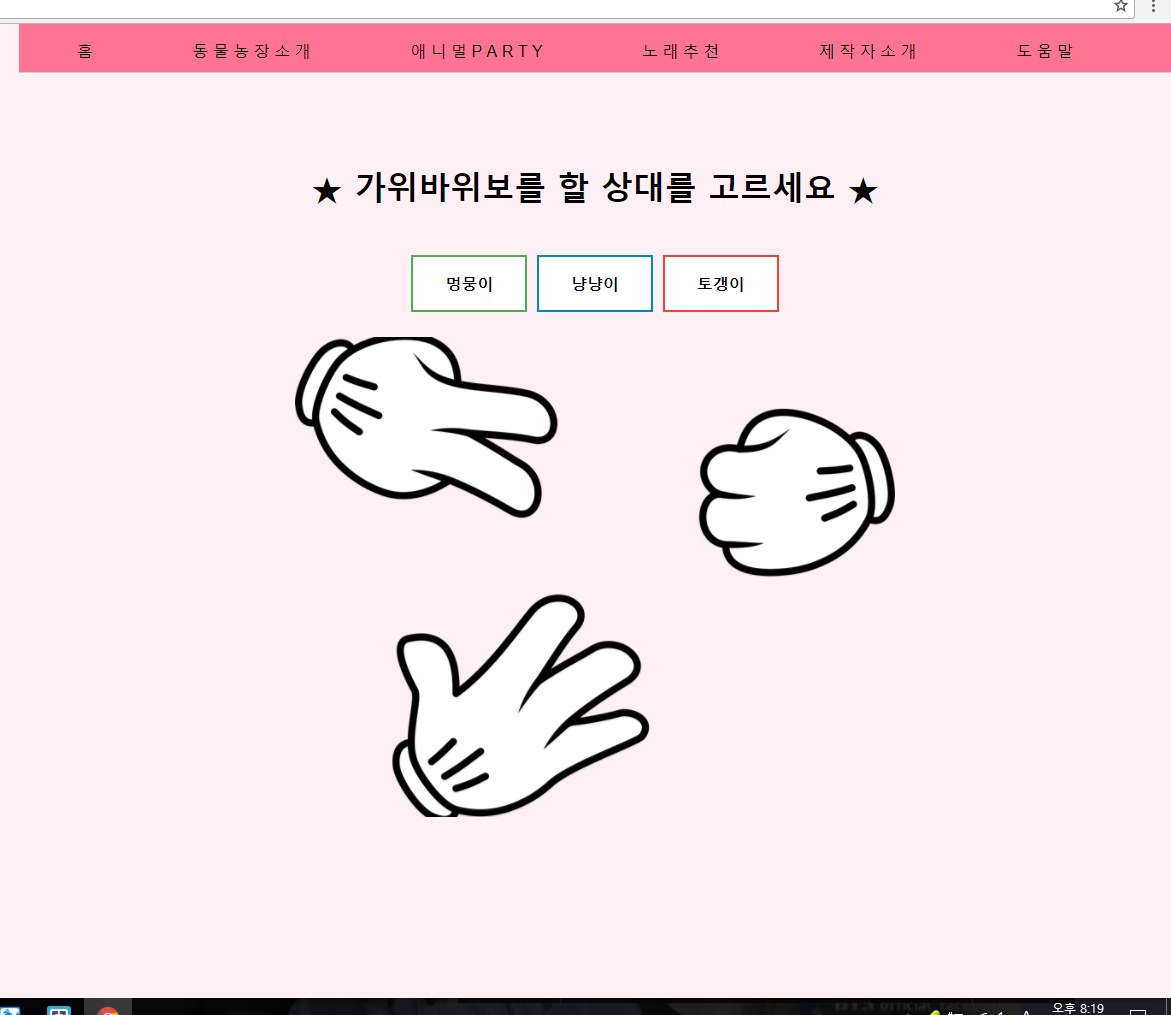 홈 동물농장소개 애니멀PARTY 노래추천 제작자소개 도움말
★ 가위바위보를 할 상대를 고르세요 ★
멍뭉이 냥냥이 토갱이
오후 8:19